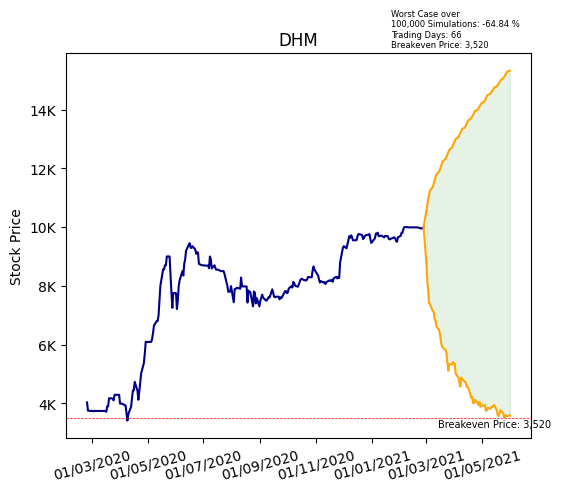 Worst Case over
100,000 Simulations: -64.84 %
Trading Days: 66
Breakeven Price: 3,520
DHM
Stock Price
14K
12K
10K
8K
6K
4K
Breakeven Price: 3,520
01/03/2020
01/05/2020
01/07/2020
01/09/2020
01/11/2020
01/01/2021
01/03/2021
01/05/2021